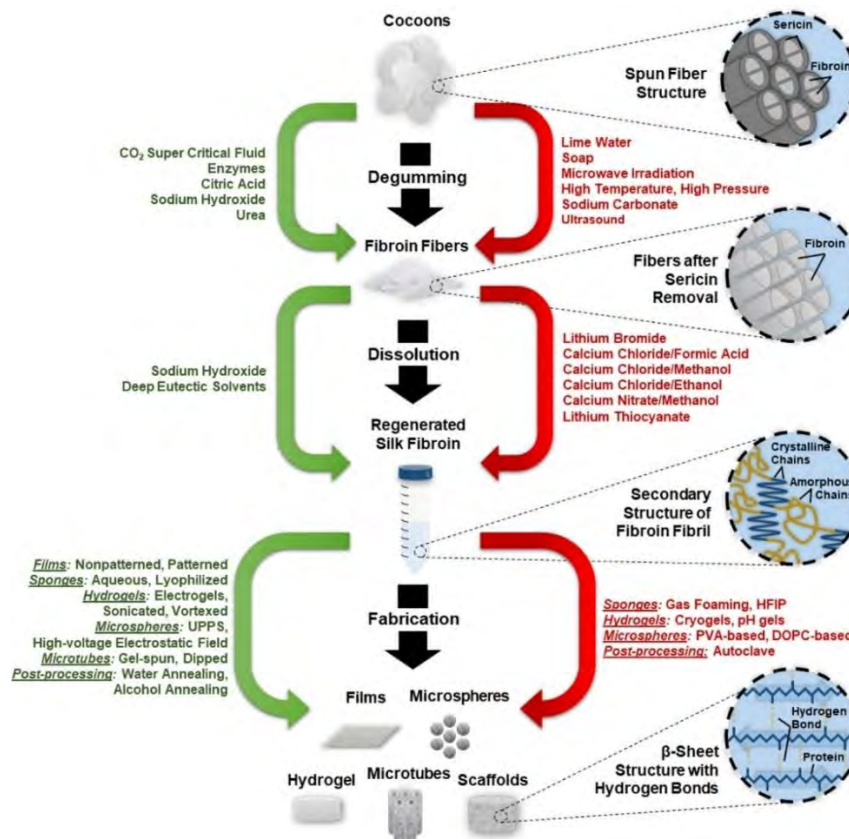 Cocoons
Sericin
Fibroin
Spun Fiber
Structure
CO₂ Super Critical Fluid
Enzymes
Citric Acid
Sodium Hydroxide
Urea
Degumming
Lime Water
Soap
Microwave Irradiation
High Temperature, High Pressure
Sodium Carbonate
Ultrasound
Fibroin Fibers
Fibroin
Fibers after
Sericin
Removal
Sodium Hydroxide
Deep Eutectic Solvents
Dissolution
Lithium Bromide
Calcium Chloride/Formic Acid
Calcium Chloride/Methanol
Calcium Chloride/Ethanol
Calcium Nitrate/Methanol
Lithium Thiocyanate
Regenerated
Silk Fibroin
Crystalline
Chains
Amorphous
Chains
Secondary
Structure of
Fibroin Fibril
Films: Nonpatterned, Patterned
Sponges: Aqueous, Lyophilized
Hydrogels: Electrogels,
Sonicated, Vortexed
Microspheres: UPPS,
High-voltage Electrostatic Field
Microtubes: Gel-spun, Dipped
Post-processing: Water Annealing,
Alcohol Annealing
Fabrication
Sponges: Gas Foaming, HFIP
Hydrogels: Cryogels, pH gels
Microspheres: PVA-based, DOPC-based
Post-processing: Autoclave
Films
Microspheres
Hydrogel
Microtubes
Scaffolds
Hydrogen
Bond
Protein
β-Sheet
Structure with
Hydrogen Bonds